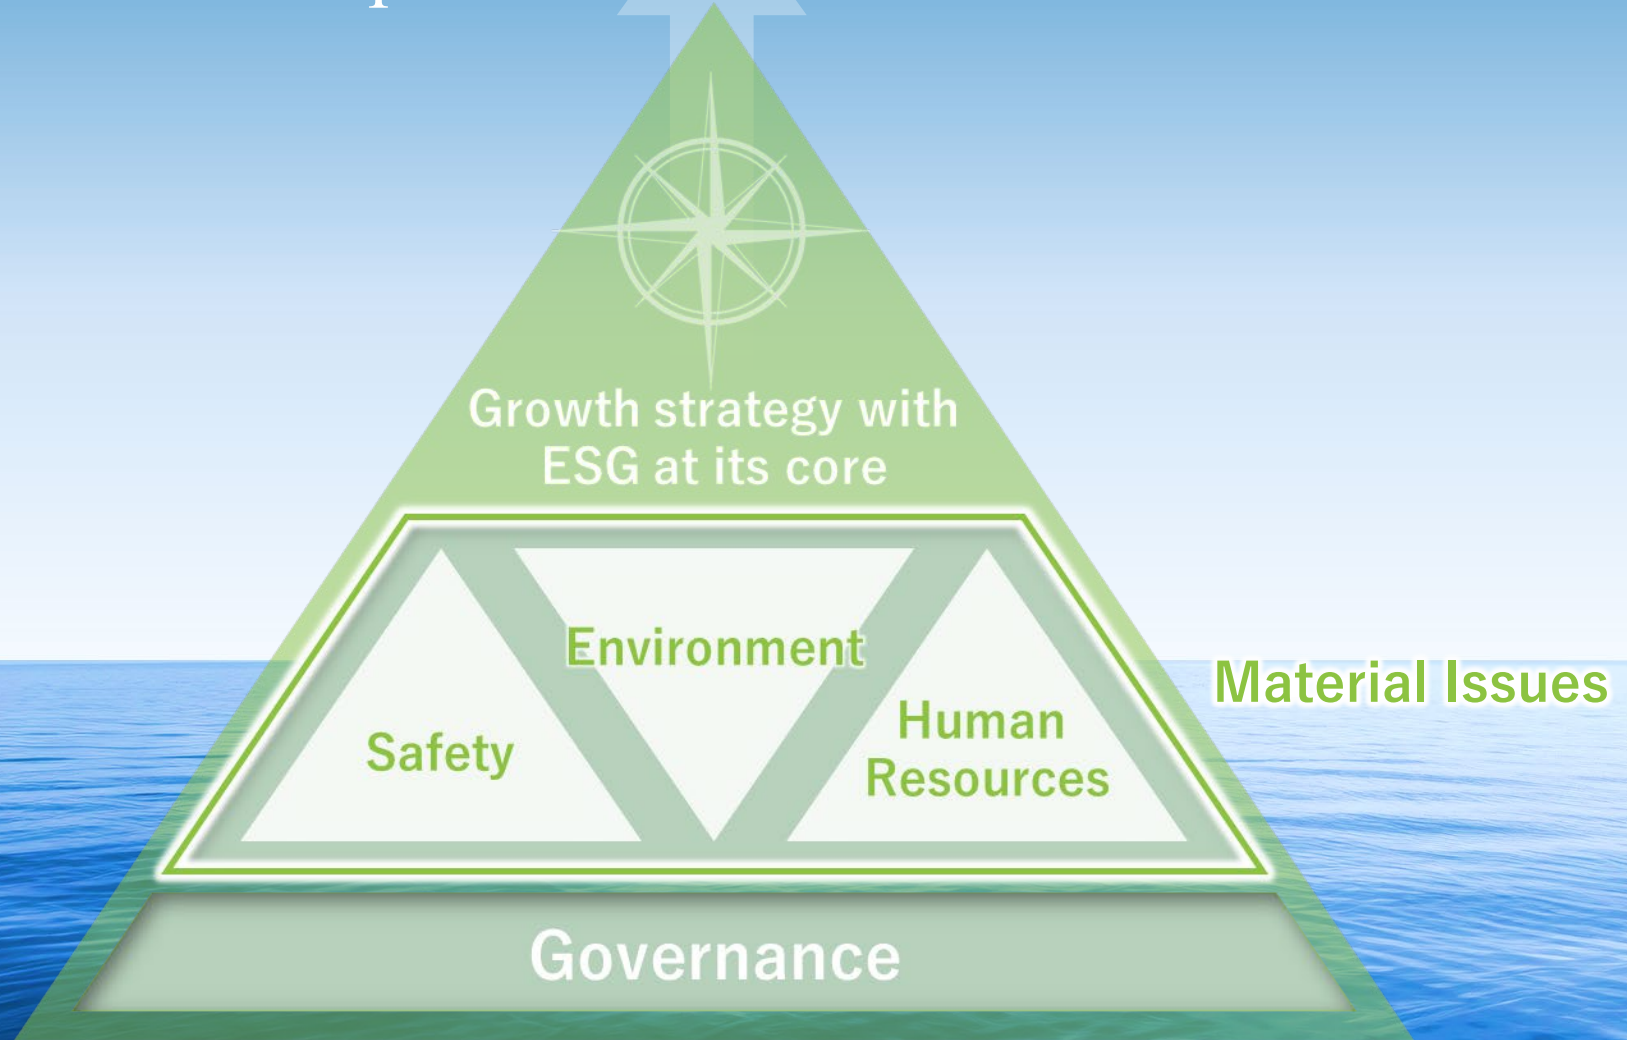 Growth strategy with
ESG at its core
Environment
Safety
Human
Resources
Material Issues
Governance